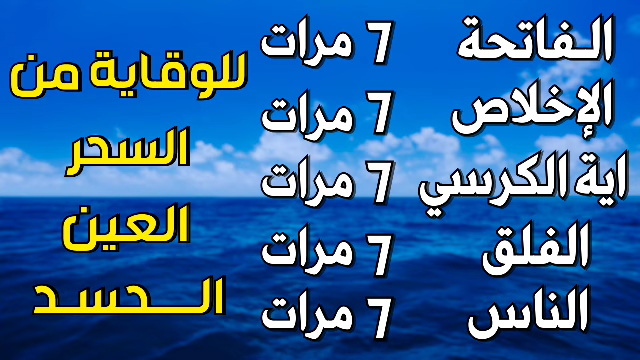 الفاتحة 7 مرات
الإخلاص 7 مرات
اية الكرسي 7 مرات
الفلق 7 مرات
الناس 7 مرات
للوقاية من
السحر
العين
الـــحسـد